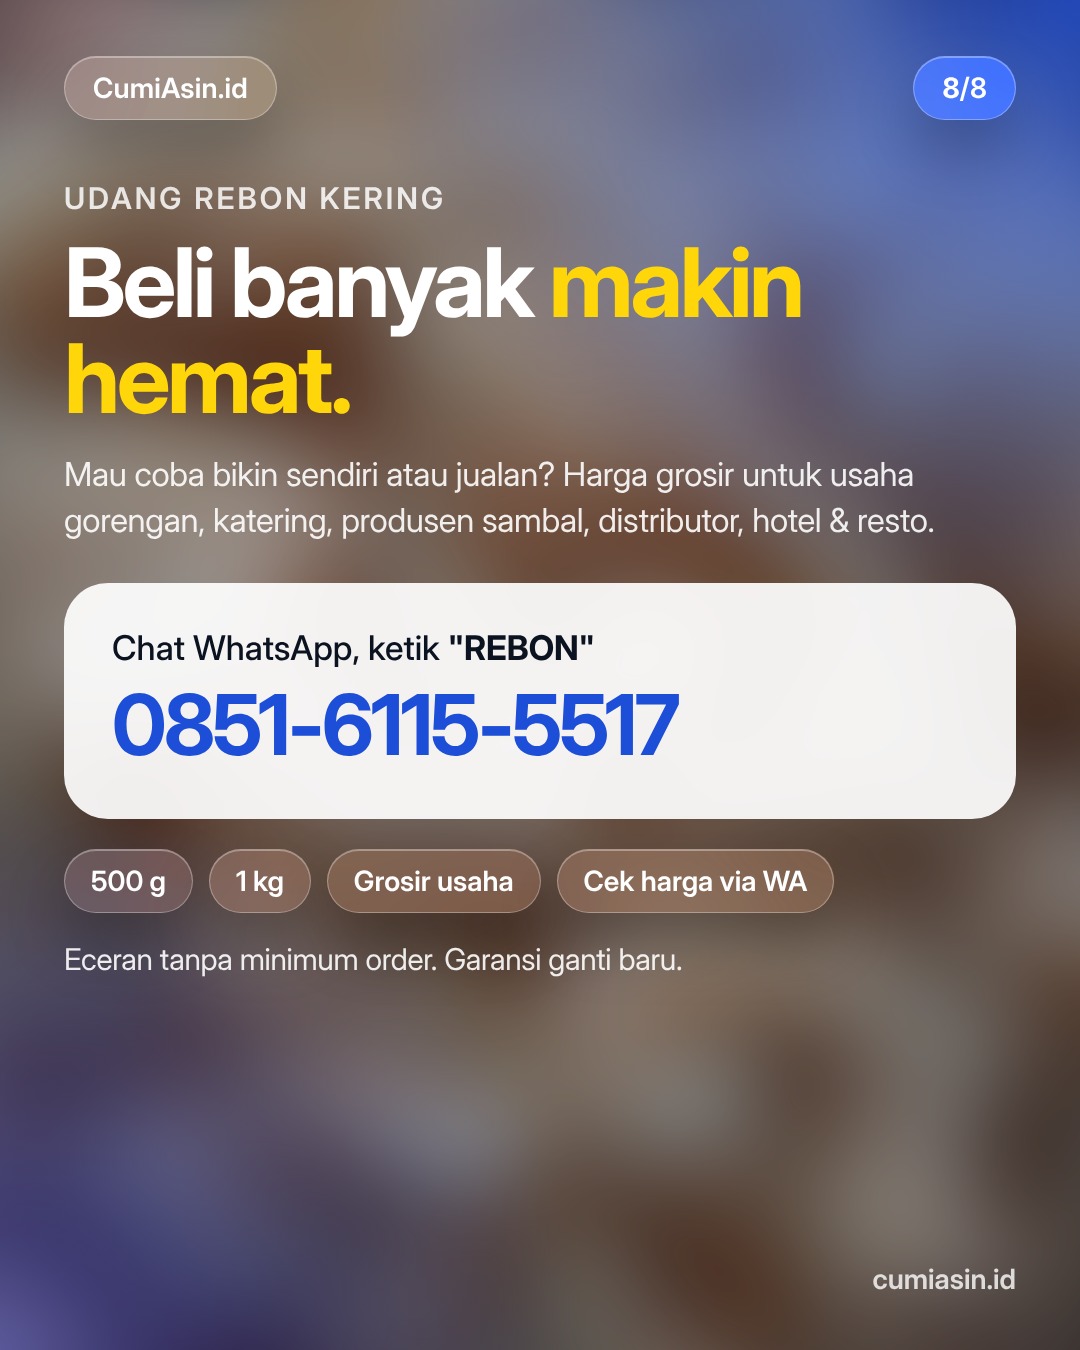 CumiAsin.id
8/8
UDANG REBON KERING
Beli banyak makin
hemat.
Mau coba bikin sendiri atau jualan? Harga grosir untuk usaha
gorengan, katering, produsen sambal, distributor, hotel & resto.
Chat WhatsApp, ketik "REBON"
0851-6115-5517
500 g
1 kg
Grosir usaha
Cek harga via WA
Eceran tanpa minimum order. Garansi ganti baru.
cumiasin.id